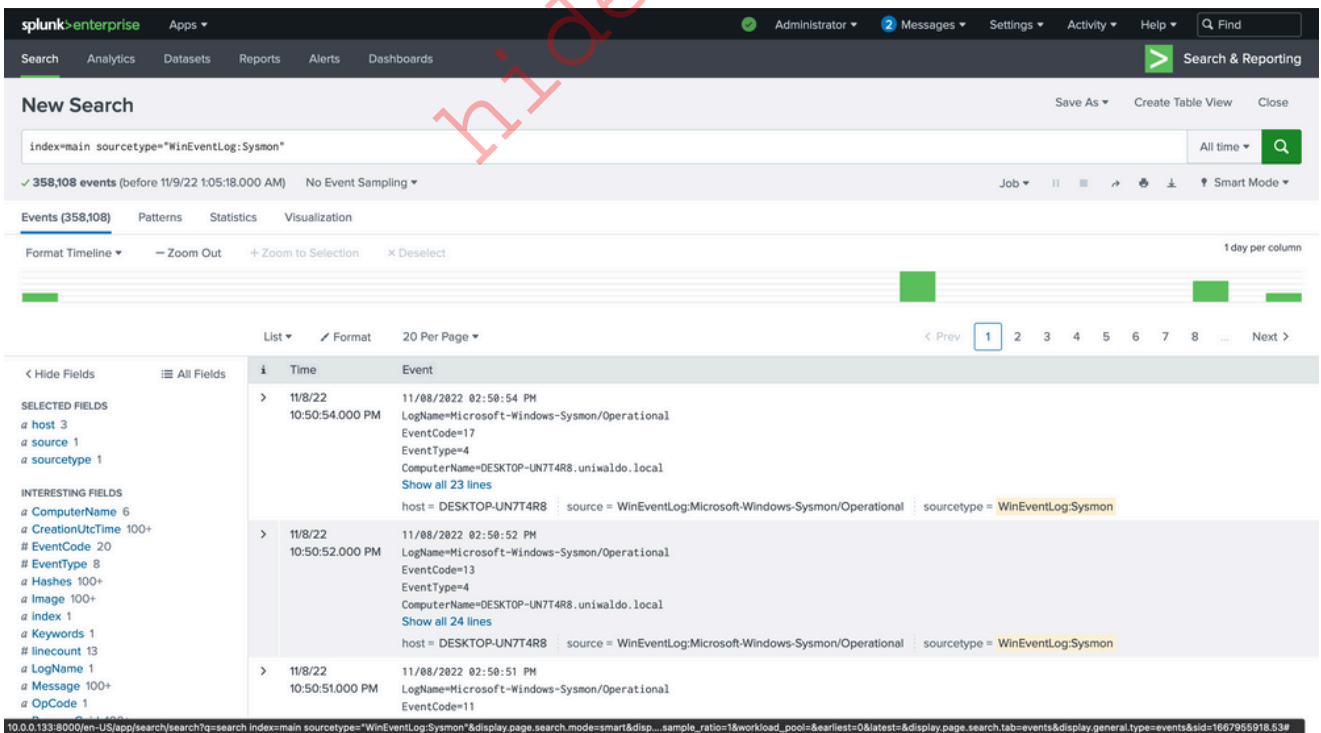 splunk>enterprise Apps ▾ Administrator ▾ 2 Messages ▾ Settings ▾ Activity ▾ Help ▾ Find
Search Analytics Datasets Reports Alerts Dashboards > Search & Reporting
New Search Save As ▾ Create Table View Close
index=main sourcetype="WinEventLog:Sysmon" All time ▾
✓ 358,108 events (before 11/9/22 1:05:18.000 AM) No Event Sampling ▾ Job ▾ Smart Mode ▾
Events (358,108) Patterns Statistics Visualization
Format Timeline ▾ — Zoom Out + Zoom to Selection × Deselect 1 day per column
List ▾ Format 20 Per Page ▾ < Prev 1 2 3 4 5 6 7 8 ... Next >
< Hide Fields All Fields
i Time Event
SELECTED FIELDS
a host 3
a source 1
a sourcetype 1
INTERESTING FIELDS
a ComputerName 6
a CreationUtcTime 100+
# EventCode 20
# EventType 8
a Hashes 100+
a Image 100+
a index 1
a Keywords 1
# linecount 13
a LogName 1
a Message 100+
a OpCode 1
> 11/8/22 10:50:54.000 PM
11/08/2022 02:50:54 PM
LogName=Microsoft-Windows-Sysmon/Operational
EventCode=17
EventType=4
ComputerName=DESKTOP-UN7T4R8.uniwaldo.local
Show all 23 lines
host = DESKTOP-UN7T4R8 source = WinEventLog:Microsoft-Windows-Sysmon/Operational sourcetype = WinEventLog:Sysmon
> 11/8/22 10:50:52.000 PM
11/08/2022 02:50:52 PM
LogName=Microsoft-Windows-Sysmon/Operational
EventCode=13
EventType=4
ComputerName=DESKTOP-UN7T4R8.uniwaldo.local
Show all 24 lines
host = DESKTOP-UN7T4R8 source = WinEventLog:Microsoft-Windows-Sysmon/Operational sourcetype = WinEventLog:Sysmon
> 11/8/22 10:50:51.000 PM
11/08/2022 02:50:51 PM
LogName=Microsoft-Windows-Sysmon/Operational
EventCode=11
10.0.0.133:8000/en-US/app/search/search?q=search index=main sourcetype="WinEventLog:Sysmon"&display.page.search.mode=smart&disp....sample_ratio=1&workload_pool=&earliest=0&latest=&display.page.search.tab=events&display.general.type=events&sid=1667955918.53#
hide